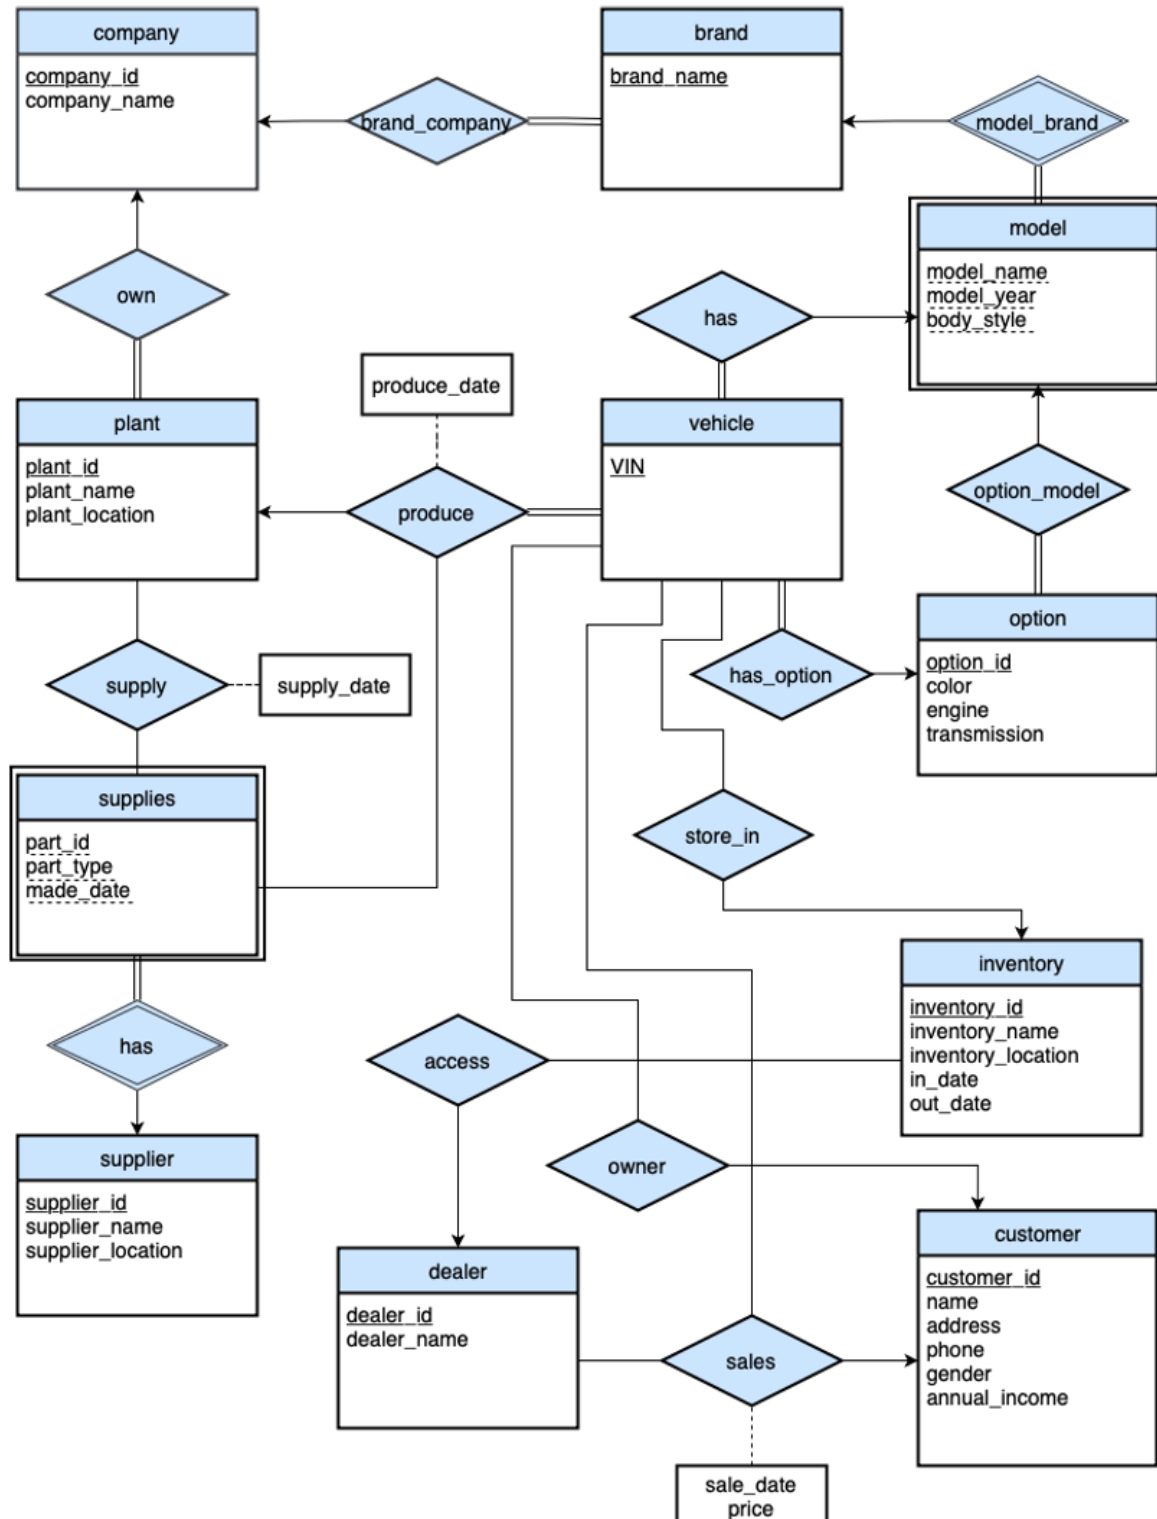 company
company_id
company_name
brand_company
brand
brand_name
model_brand
model
model_name
model_year
body_style
own
has
produce_date
plant
plant_id
plant_name
plant_location
produce
vehicle
VIN
option_model
supply
supply_date
has_option
option
option_id
color
engine
transmission
supplies
part_id
part_type
made_date
store_in
inventory
inventory_id
inventory_name
inventory_location
in_date
out_date
has
access
supplier
supplier_id
supplier_name
supplier_location
owner
customer
customer_id
name
address
phone
gender
annual_income
dealer
dealer_id
dealer_name
sales
sale_date
price